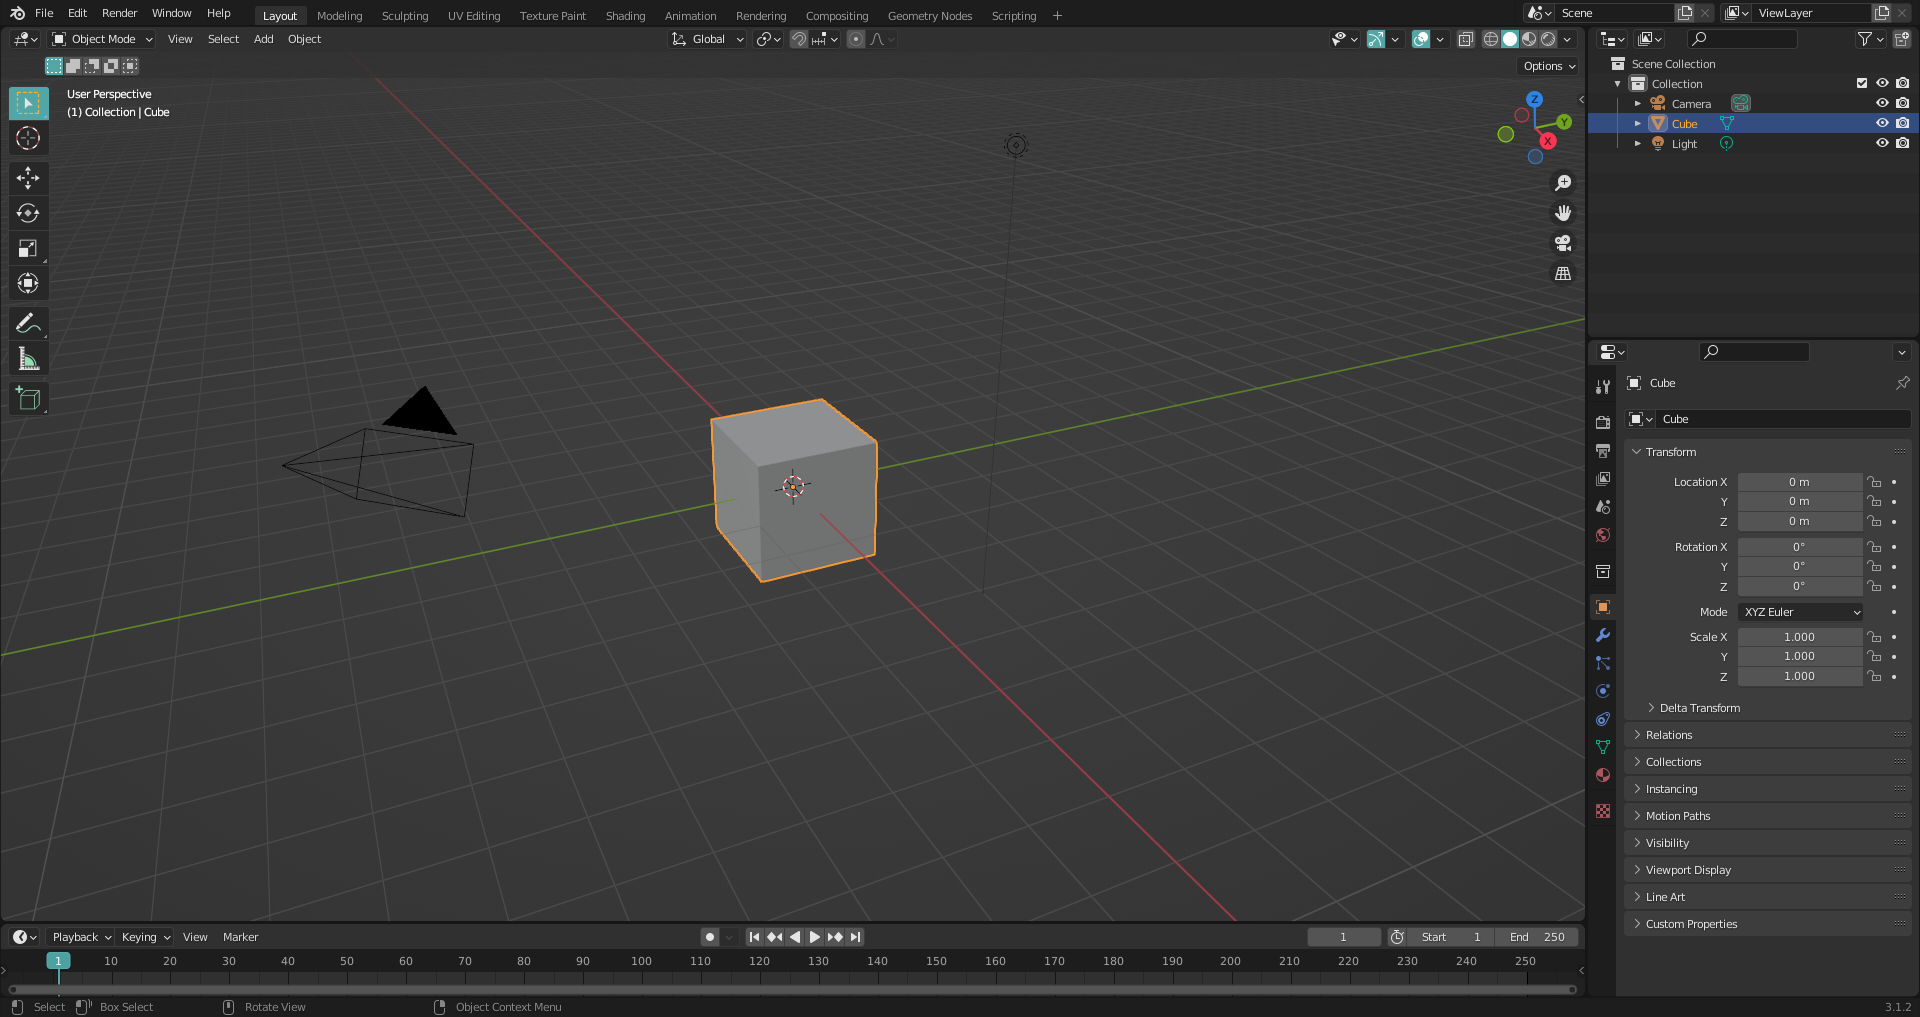 File Edit Render Window Help
Layout Modeling Sculpting UV Editing Texture Paint Shading Animation Rendering Compositing Geometry Nodes Scripting +
Scene
ViewLayer
Object Mode View Select Add Object
Global
Options
User Perspective
(1) Collection | Cube
Z
Y
X
Scene Collection
Collection
Camera
Cube
Light
Cube
Cube
Transform
Location X 0 m
Y 0 m
Z 0 m
Rotation X 0°
Y 0°
Z 0°
Mode XYZ Euler
Scale X 1.000
Y 1.000
Z 1.000
Delta Transform
Relations
Collections
Instancing
Motion Paths
Visibility
Viewport Display
Line Art
Custom Properties
Playback Keying View Marker
1 Start 1 End 250
1 10 20 30 40 50 60 70 80 90 100 110 120 130 140 150 160 170 180 190 200 210 220 230 240 250
Select Box Select Rotate View Object Context Menu 3.1.2